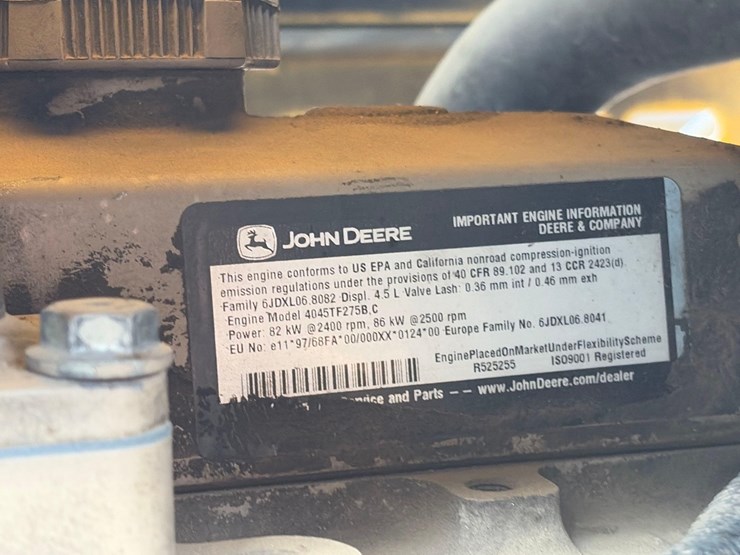 JOHN DEERE
IMPORTANT ENGINE INFORMATION
DEERE & COMPANY
This engine conforms to US EPA and California nonroad compression-ignition
emission regulations under the provisions of 40 CFR 89.102 and 13 CCR 2423(d).
Family 6JDXL06.8082 Displ. 4.5 L Valve Lash: 0.36 mm int / 0.46 mm exh
Engine Model 4045TF275B,C
Power: 82 kW @2400 rpm, 86 kW @2500 rpm
EU No: e11*97/68FA*00/000XX*0124*00 Europe Family No. 6JDXL06.8041
EnginePlacedOnMarketUnderFlexibilityScheme
R525255 ISO9001 Registered
and Parts -- www.JohnDeere.com/dealer